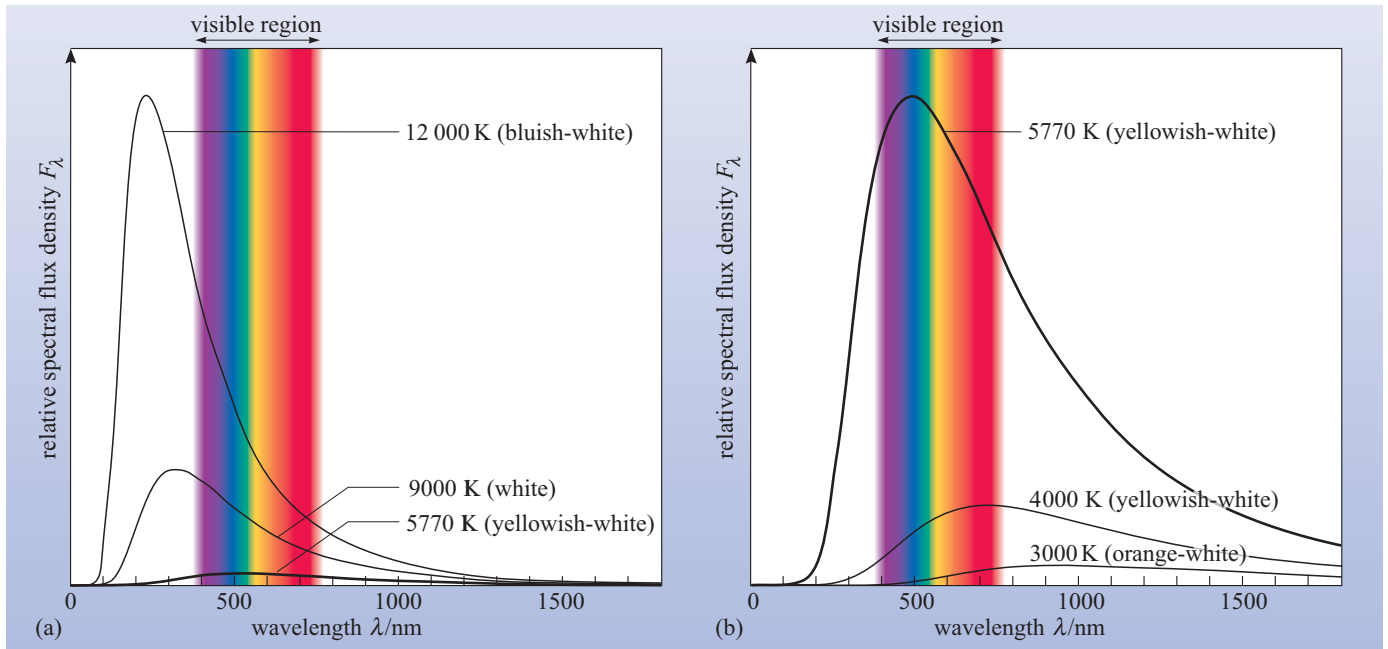 visible region
12 000 K (bluish-white)
9000 K (white)
5770 K (yellowish-white)
relative spectral flux density Fλ
0
500
1000
1500
(a)
wavelength λ/nm
visible region
5770 K (yellowish-white)
4000 K (yellowish-white)
3000K (orange-white)
relative spectral flux density Fλ
0
500
1000
1500
(b)
wavelength λ/nm